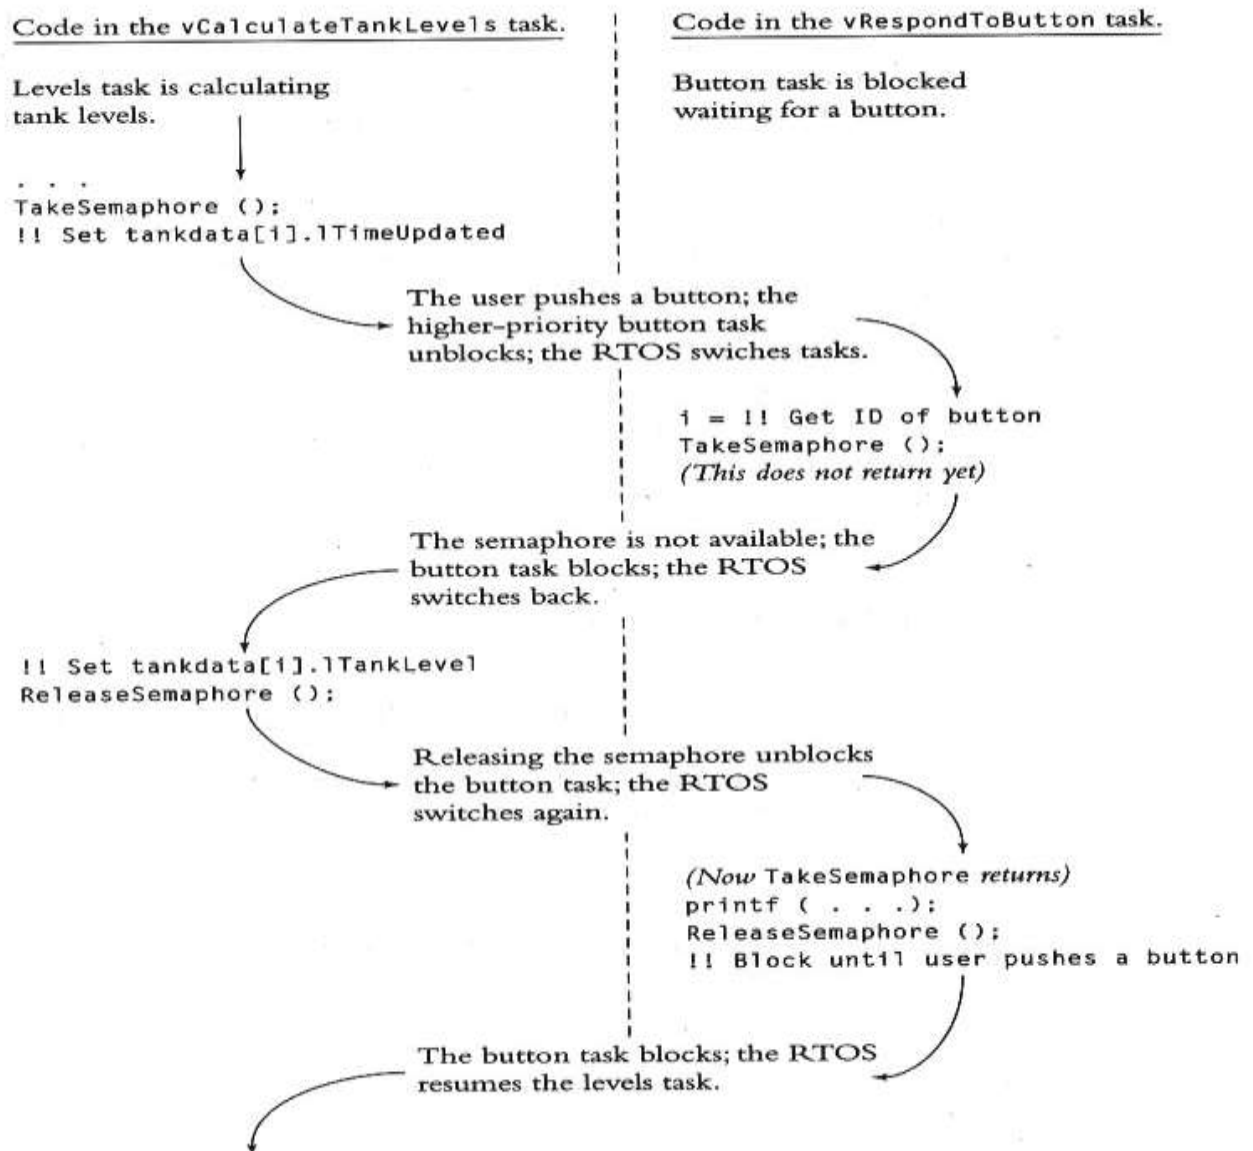 Code in the vCalculateTankLevels task.
Code in the vRespondToButton task.
Levels task is calculating
tank levels.
Button task is blocked
waiting for a button.
. . .
TakeSemaphore ();
!! Set tankdata[i].lTimeUpdated
The user pushes a button; the
higher-priority button task
unblocks; the RTOS swiches tasks.
i = !! Get ID of button
TakeSemaphore ();
(This does not return yet)
The semaphore is not available; the
button task blocks; the RTOS
switches back.
!! Set tankdata[i].lTankLevel
ReleaseSemaphore ();
Releasing the semaphore unblocks
the button task; the RTOS
switches again.
(Now TakeSemaphore returns)
printf ( . . .);
ReleaseSemaphore ();
!! Block until user pushes a button
The button task blocks; the RTOS
resumes the levels task.